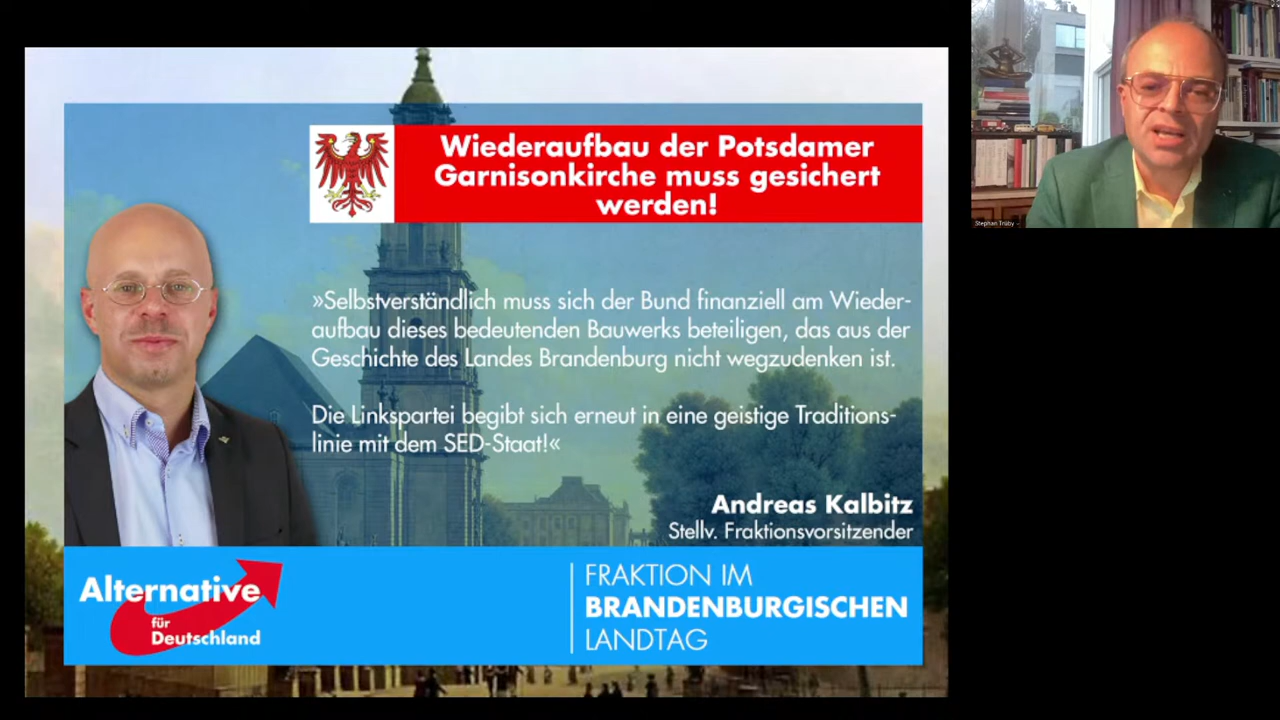 Wiederaufbau der Potsdamer
Garnisonkirche muss gesichert
werden!
»Selbstverständlich muss sich der Bund finanziell am Wieder-
aufbau dieses bedeutenden Bauwerks beteiligen, das aus der
Geschichte des Landes Brandenburg nicht wegzudenken ist.
Die Linkspartei begibt sich erneut in eine geistige Traditions-
linie mit dem SED-Staat!«
Andreas Kalbitz
Stellv. Fraktionsvorsitzender
Alternative
für
Deutschland
FRAKTION IM
BRANDENBURGISCHEN
LANDTAG
Stephan Trüby